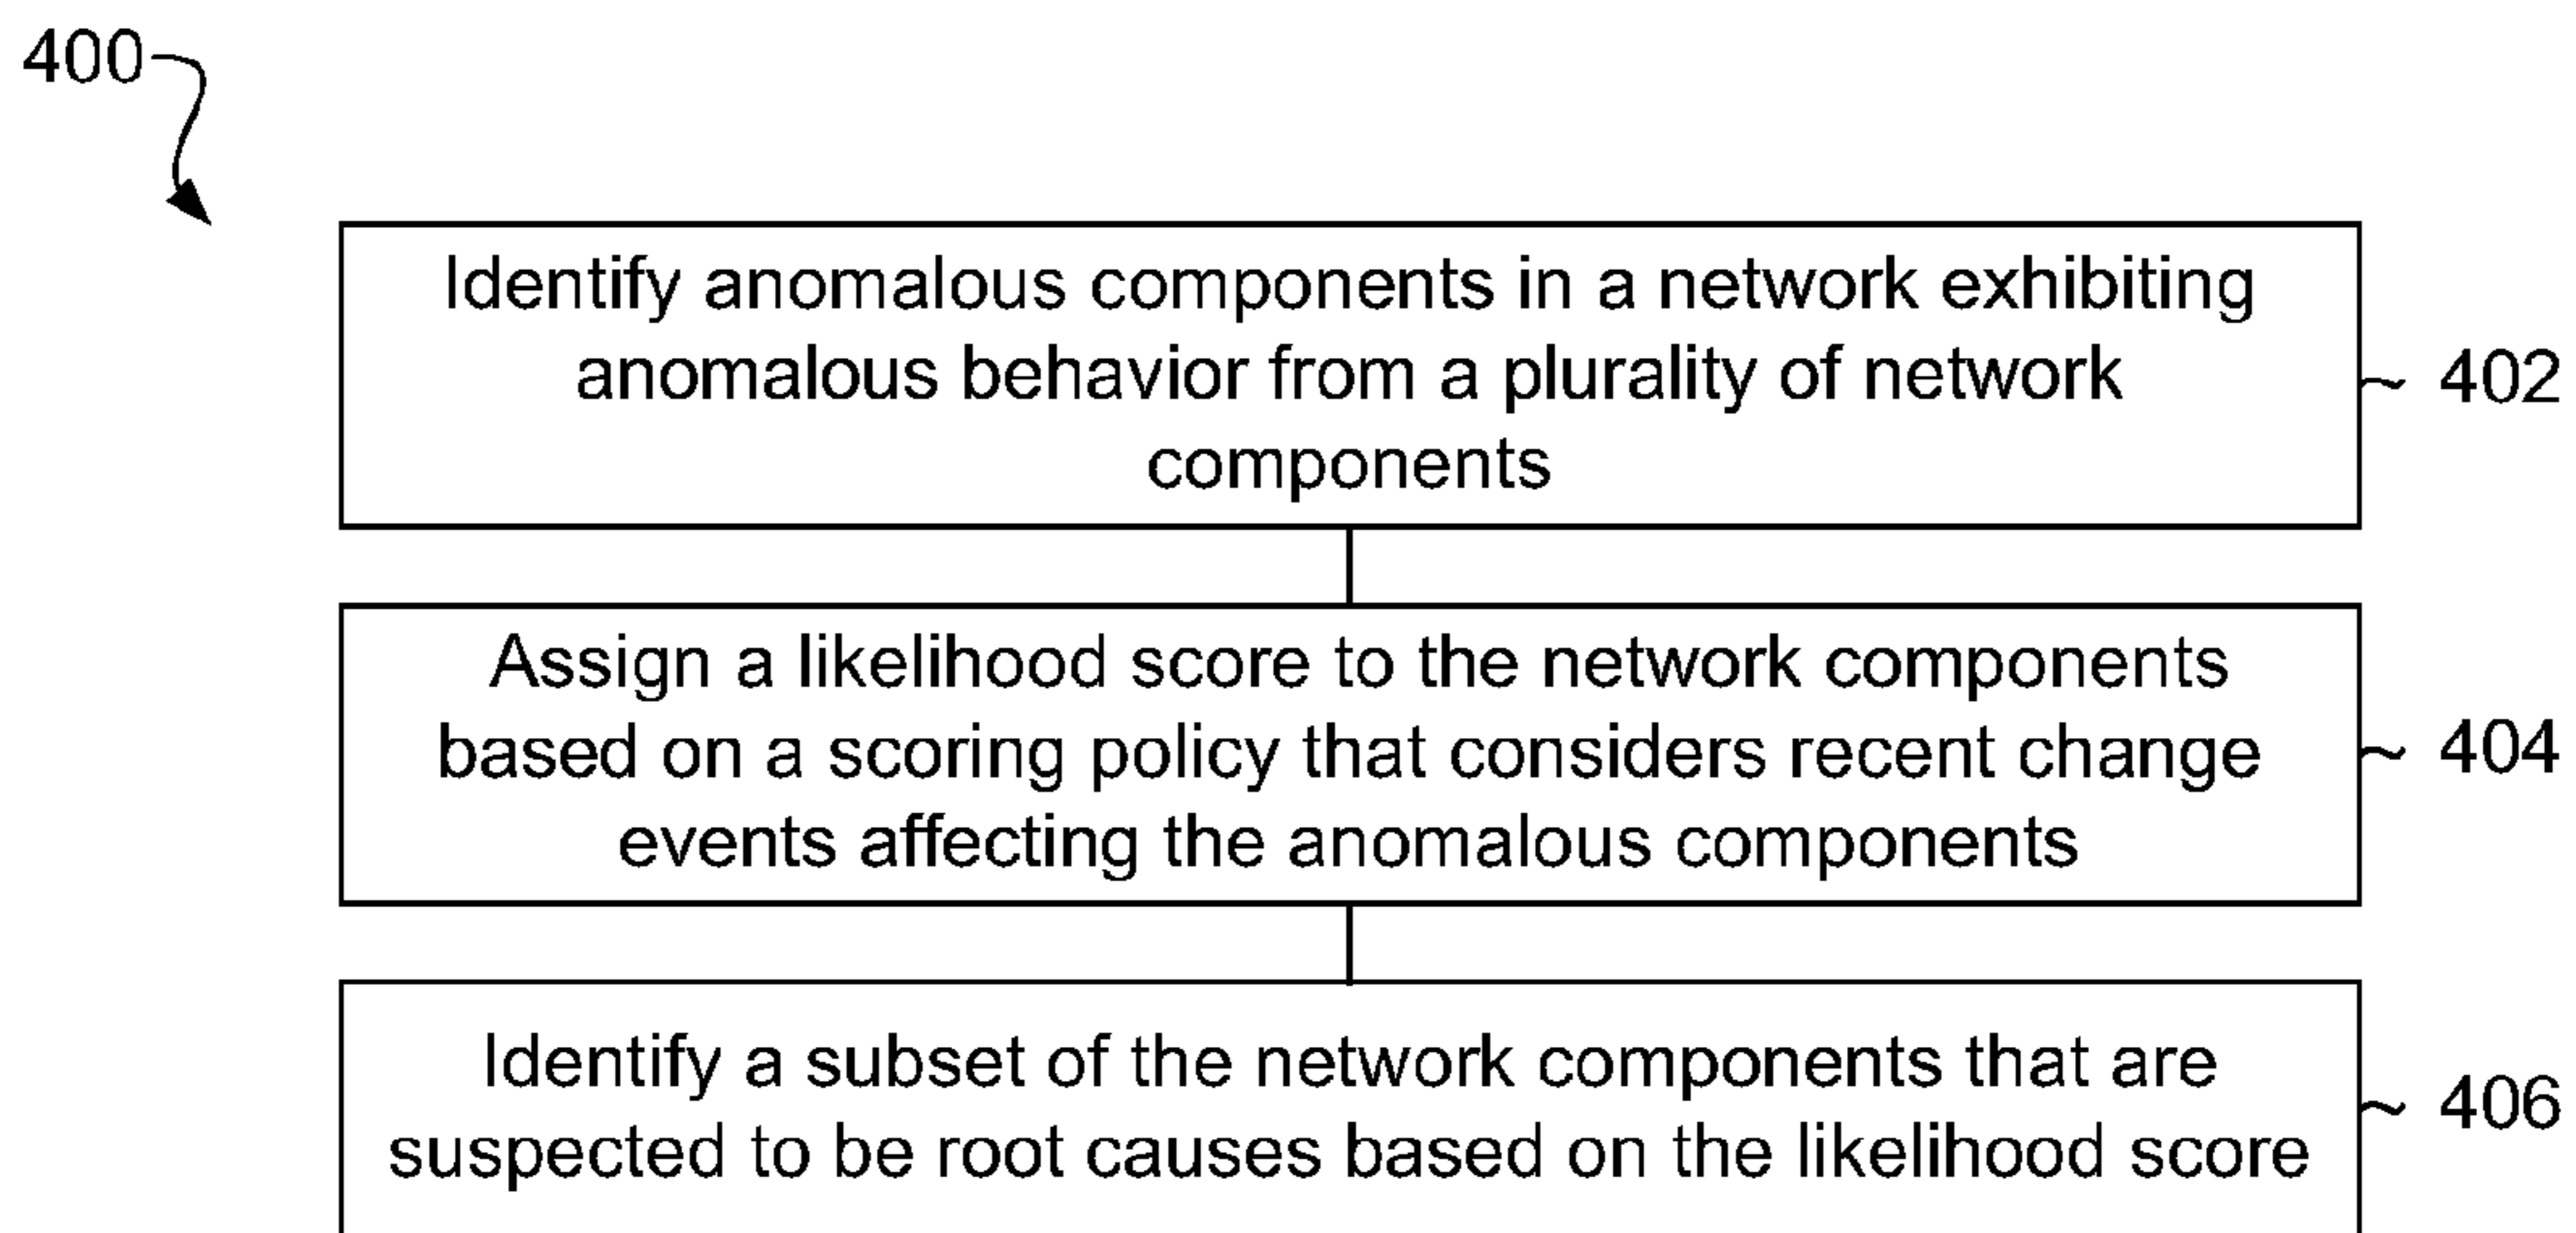 400
Identify anomalous components in a network exhibiting
anomalous behavior from a plurality of network
components
402
Assign a likelihood score to the network components
based on a scoring policy that considers recent change
events affecting the anomalous components
404
Identify a subset of the network components that are
suspected to be root causes based on the likelihood score
406